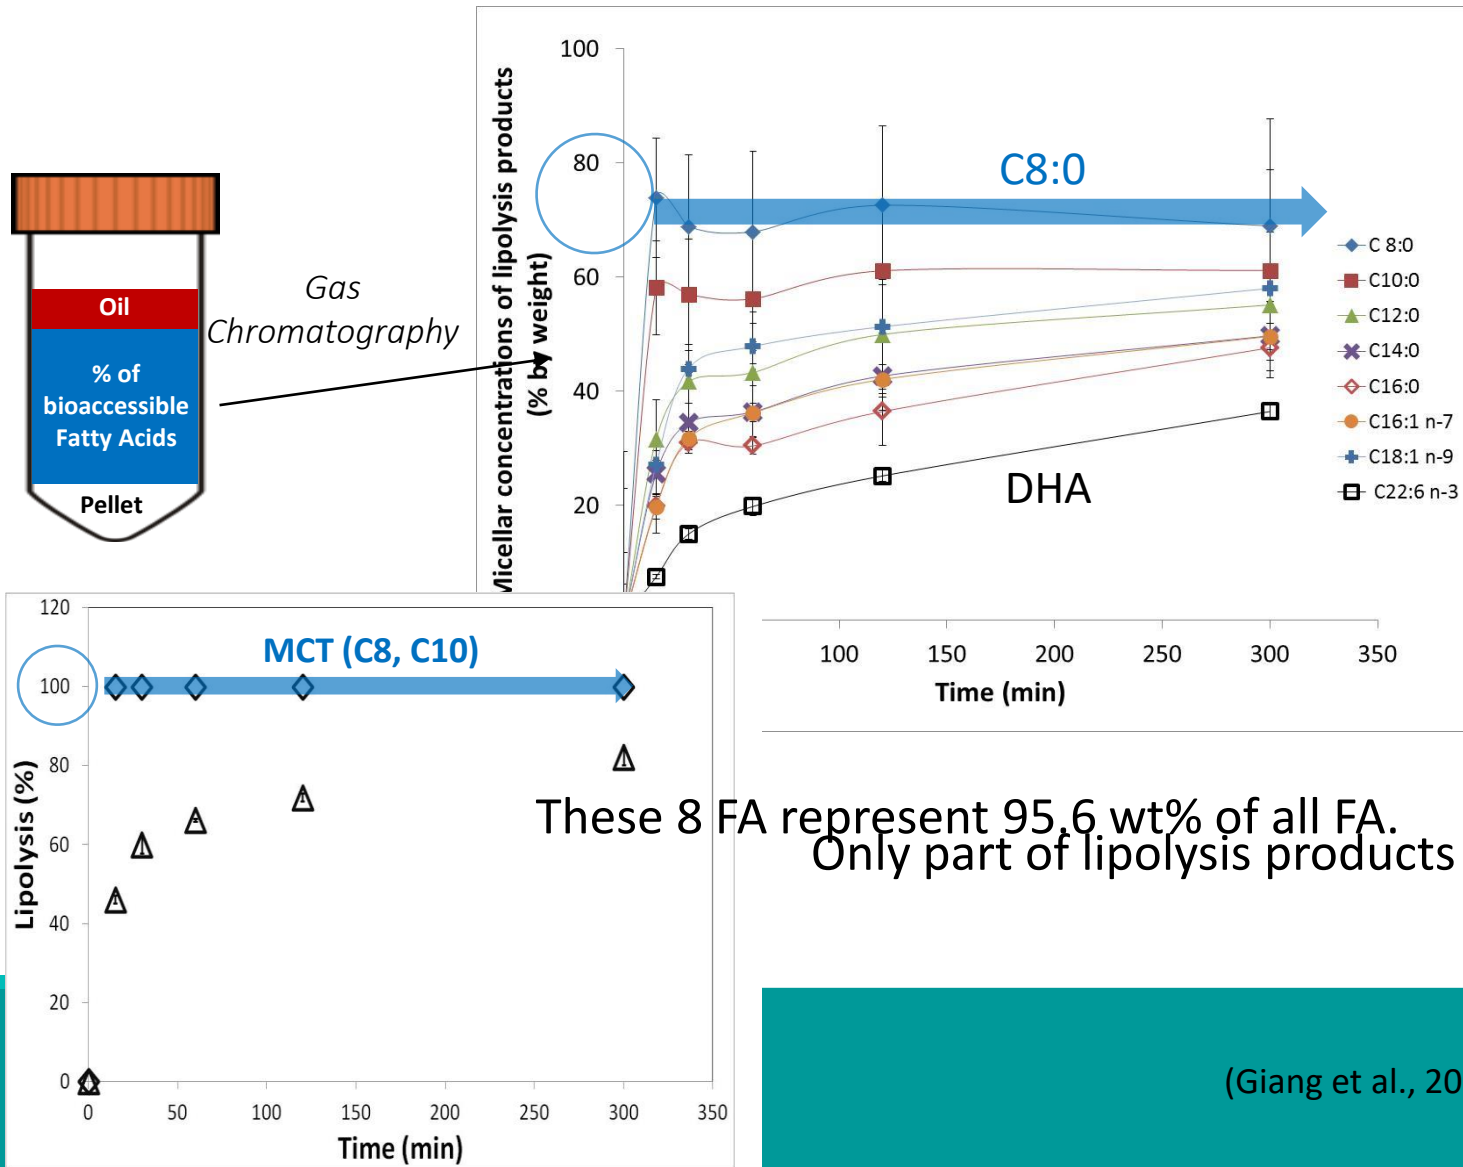 Oil
% of
bioaccessible
Fatty Acids
Pellet
Gas
Chromatography
Micellar concentrations of lipolysis products
(% by weight)
100
80
60
40
20
C8:0
DHA
C 8:0
C10:0
C12:0
C14:0
C16:0
C16:1 n-7
C18:1 n-9
C22:6 n-3
100
150
200
250
300
350
Time (min)
120
100
80
60
40
20
0
Lipolysis (%)
MCT (C8, C10)
0
50
100
150
200
250
300
350
Time (min)
These 8 FA represent 95.6 wt% of all FA.
Only part of lipolysis products
(Giang et al., 20